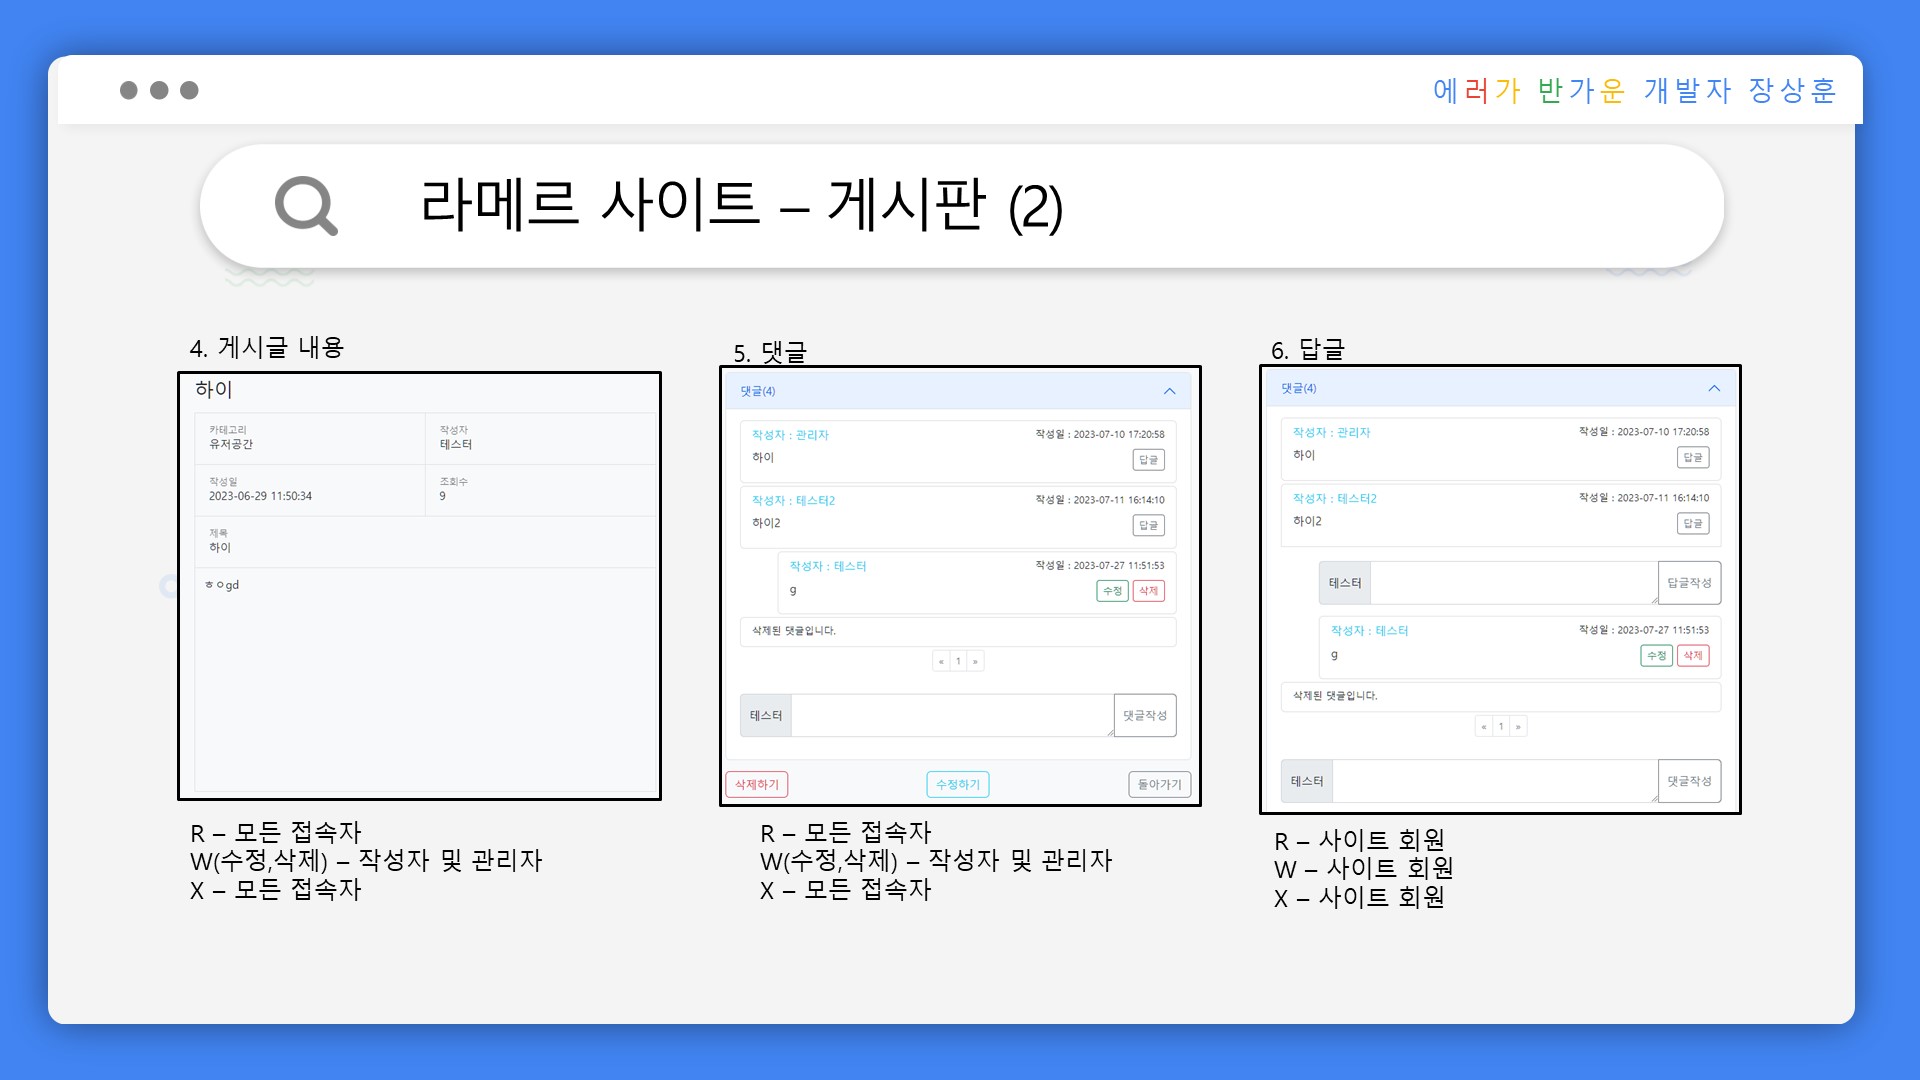 에러가 반가운 개발자 장상훈
라메르 사이트 – 게시판 (2)
4. 게시글 내용
하이
카테고리
유저공간
작성자
테스터
작성일
2023-06-29 11:50:34
조회수
9
제목
하이
ㅎㅇgd
R – 모든 접속자
W(수정,삭제) – 작성자 및 관리자
X – 모든 접속자
5. 댓글
댓글(4)
작성자 : 관리자
작성일 : 2023-07-10 17:20:58
하이
답글
작성자 : 테스터2
작성일 : 2023-07-11 16:14:10
하이2
답글
작성자 : 테스터
작성일 : 2023-07-27 11:51:53
g
수정 삭제
삭제된 댓글입니다.
« 1 »
테스터
댓글작성
삭제하기
수정하기
돌아가기
R – 모든 접속자
W(수정,삭제) – 작성자 및 관리자
X – 모든 접속자
6. 답글
댓글(4)
작성자 : 관리자
작성일 : 2023-07-10 17:20:58
하이
답글
작성자 : 테스터2
작성일 : 2023-07-11 16:14:10
하이2
답글
테스터
답글작성
작성자 : 테스터
작성일 : 2023-07-27 11:51:53
g
수정 삭제
삭제된 댓글입니다.
« 1 »
테스터
댓글작성
R – 사이트 회원
W – 사이트 회원
X – 사이트 회원